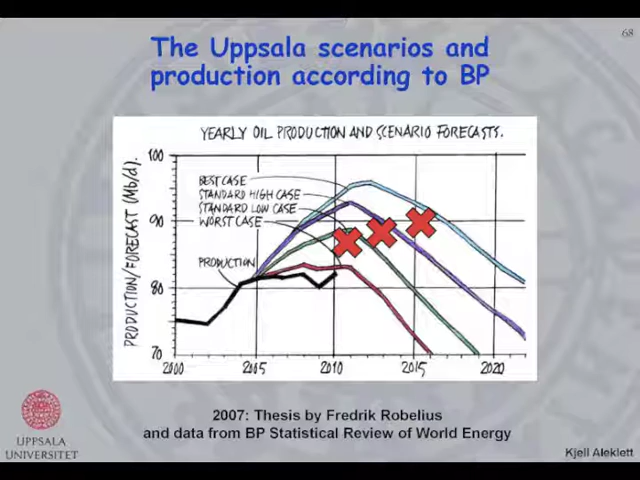 68
The Uppsala scenarios and
production according to BP
YEARLY OIL PRODUCTION AND SCENARIO FORECASTS.
PRODUCTION/FORECAST (Mb/d).
100
90
80
70
BEST CASE
STANDARD HIGH CASE
STANDARD LOW CASE
WORST CASE
PRODUCTION
2000 2005 2010 2015 2020
2007: Thesis by Fredrik Robelius
and data from BP Statistical Review of World Energy
UPPSALA
UNIVERSITET
Kjell Aleklett